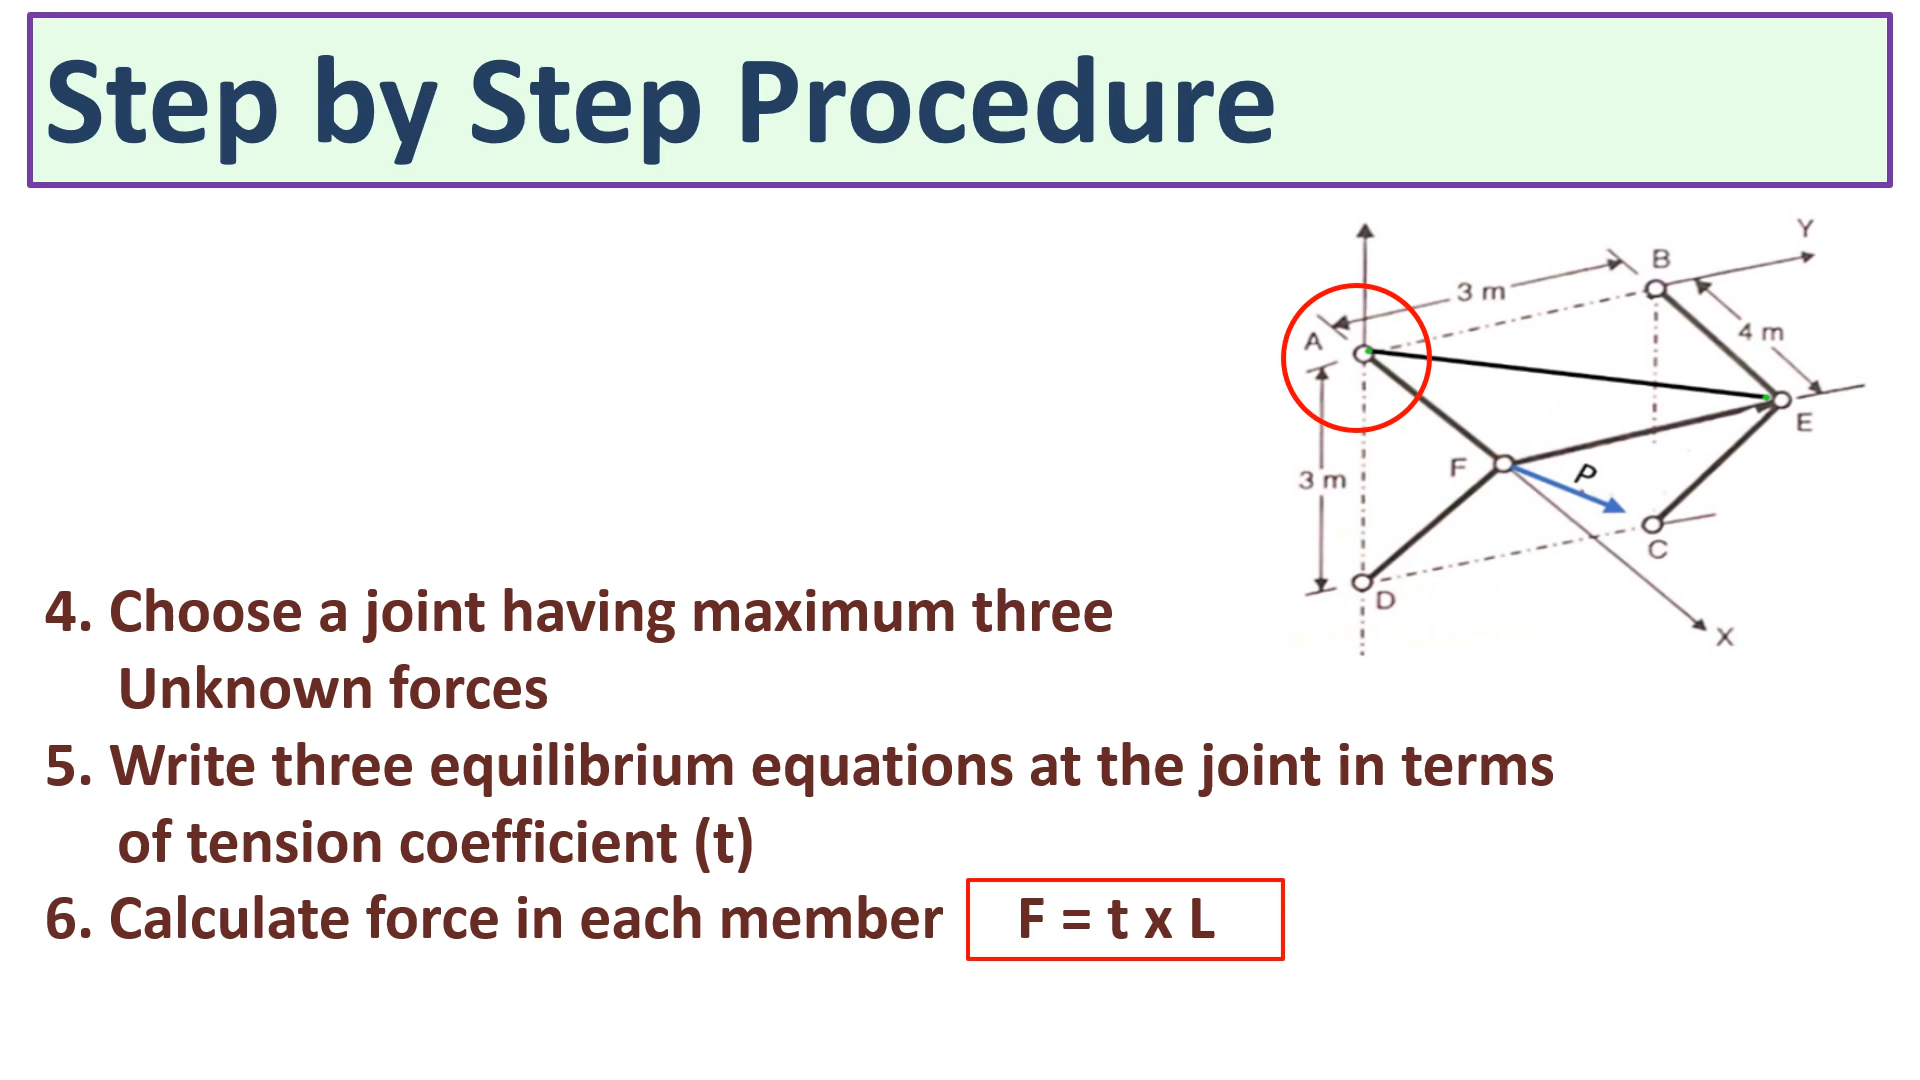 Step by Step Procedure
Y
B
3 m
4 m
A
E
F
P
3 m
C
D
X
4. Choose a joint having maximum three
Unknown forces
5. Write three equilibrium equations at the joint in terms
of tension coefficient (t)
6. Calculate force in each member F = t x L